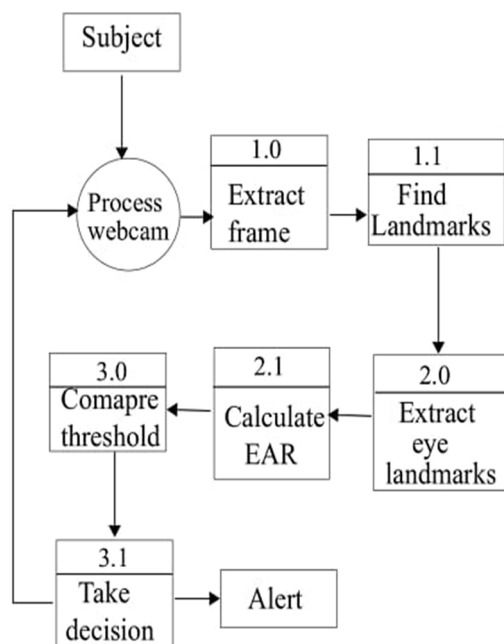 Subject
Process
webcam
1.0
Extract
frame
1.1
Find
Landmarks
2.0
Extract
eye
landmarks
2.1
Calculate
EAR
3.0
Comapre
threshold
3.1
Take
decision
Alert